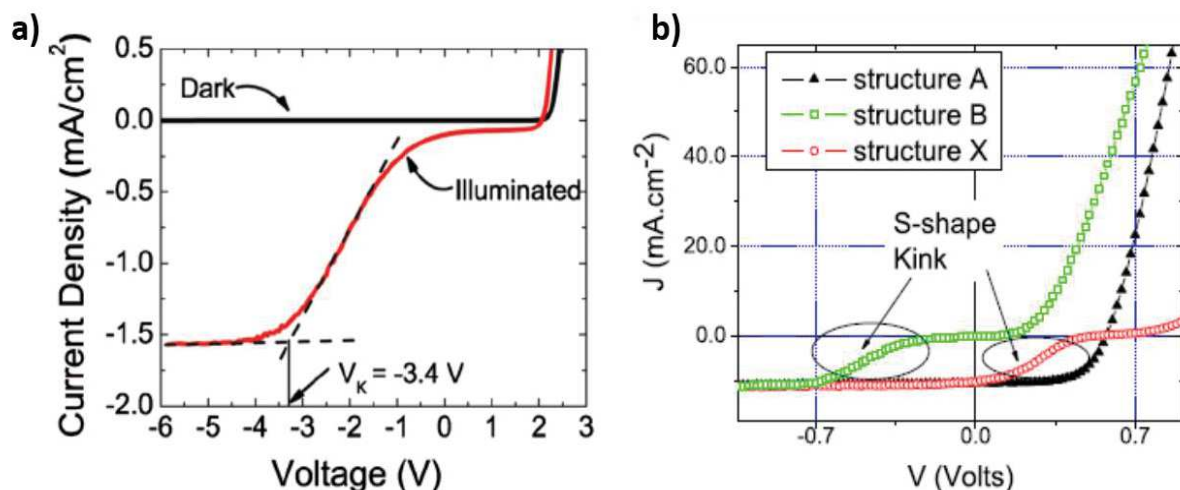 a)
Current Density (mA/cm²)
0.5
0.0
-0.5
-1.0
-1.5
-2.0
Dark
Illuminated
V_K = -3.4 V
-6 -5 -4 -3 -2 -1 0 1 2 3
Voltage (V)
b)
J (mA.cm⁻²)
60.0
40.0
20.0
0.0
structure A
structure B
structure X
S-shape
Kink
-0.7 0.0 0.7
V (Volts)